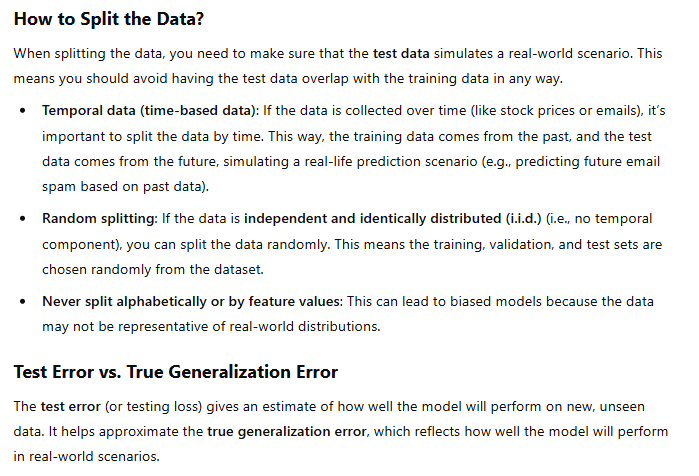 How to Split the Data?
When splitting the data, you need to make sure that the test data simulates a real-world scenario. This
means you should avoid having the test data overlap with the training data in any way.
• Temporal data (time-based data): If the data is collected over time (like stock prices or emails), it’s
important to split the data by time. This way, the training data comes from the past, and the test
data comes from the future, simulating a real-life prediction scenario (e.g., predicting future email
spam based on past data).
• Random splitting: If the data is independent and identically distributed (i.i.d.) (i.e., no temporal
component), you can split the data randomly. This means the training, validation, and test sets are
chosen randomly from the dataset.
• Never split alphabetically or by feature values: This can lead to biased models because the data
may not be representative of real-world distributions.
Test Error vs. True Generalization Error
The test error (or testing loss) gives an estimate of how well the model will perform on new, unseen
data. It helps approximate the true generalization error, which reflects how well the model will perform
in real-world scenarios.